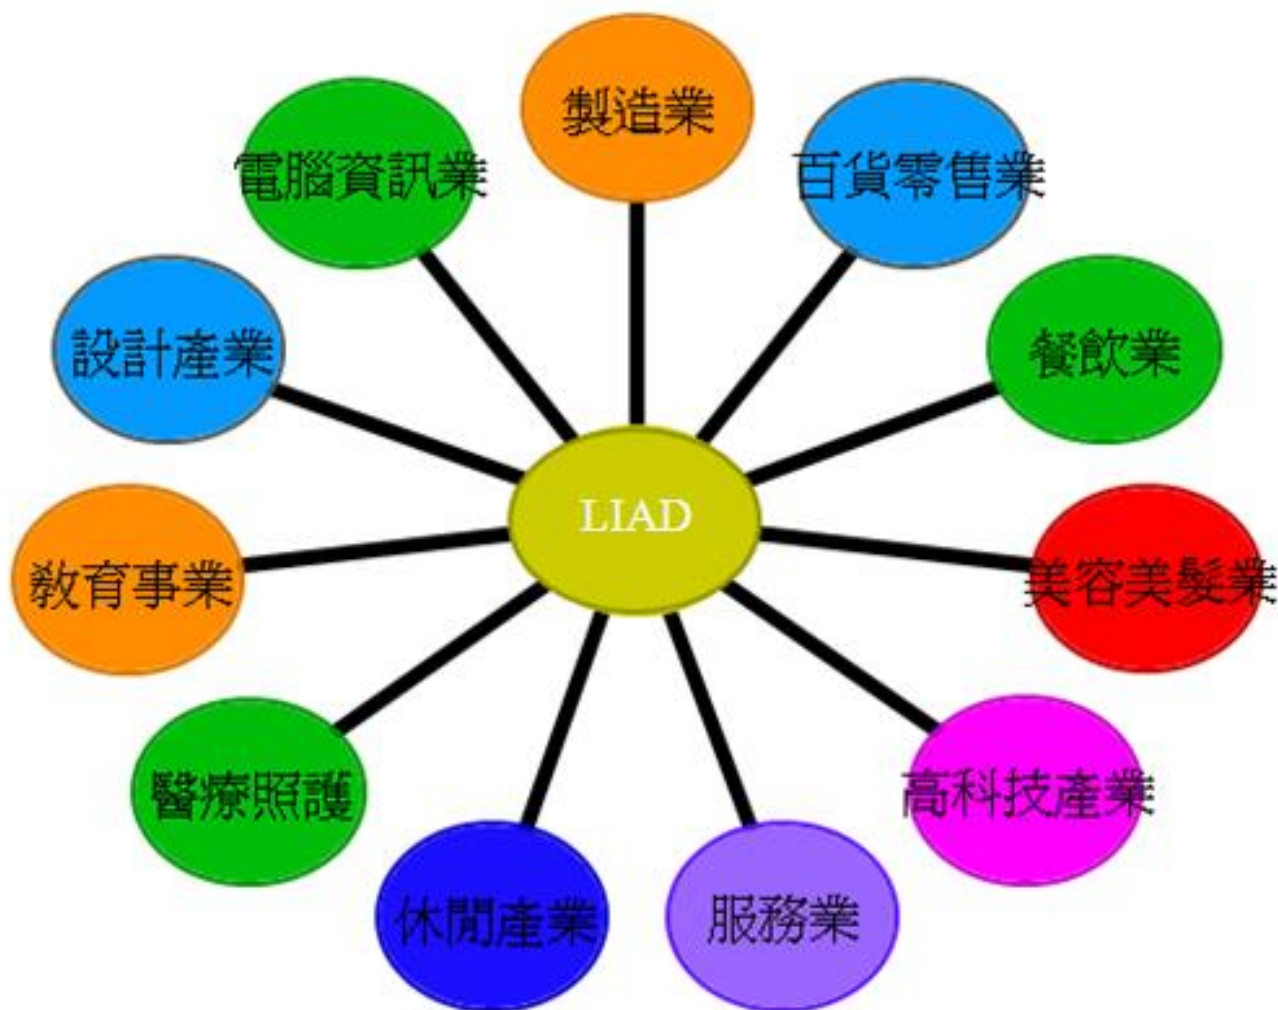 製造業
百貨零售業
餐飲業
美容美髮業
高科技產業
服務業
休閒產業
醫療照護
教育事業
設計產業
電腦資訊業
LIAD